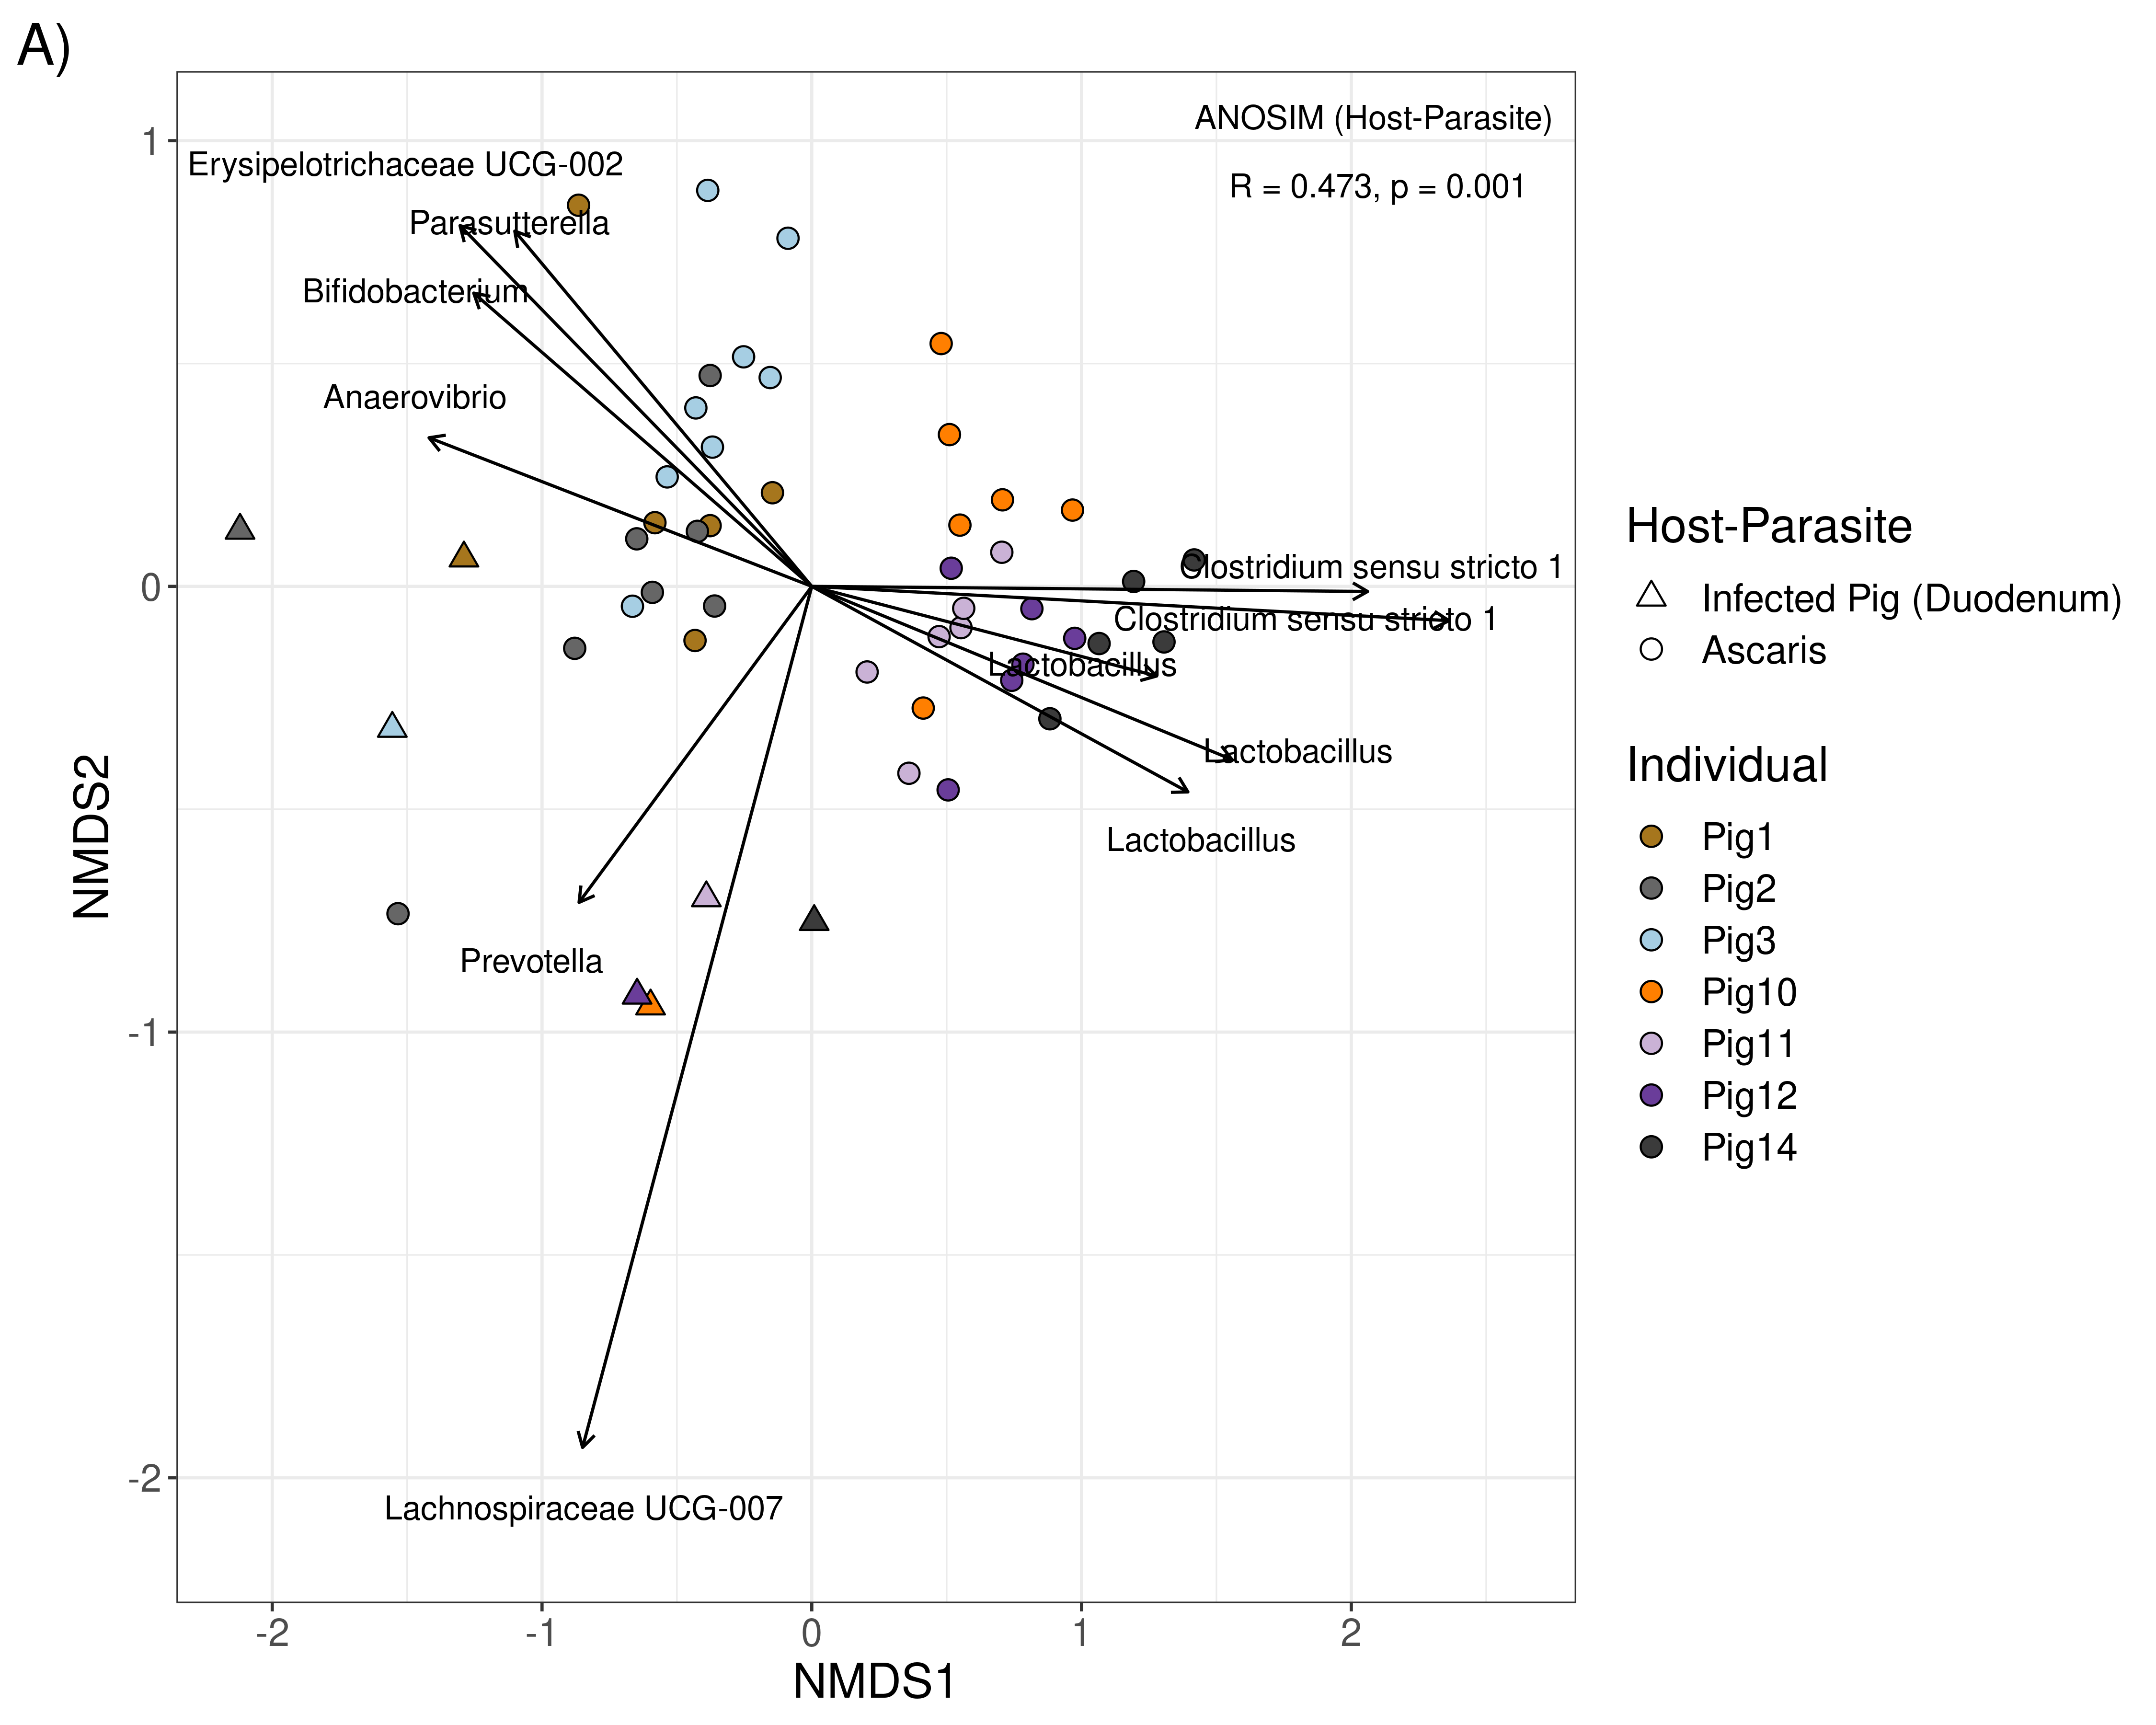 A)
ANOSIM (Host-Parasite)
R = 0.473, p = 0.001
Erysipelotrichaceae UCG-002
Parasutterella
Bifidobacterium
Anaerovibrio
Clostridium sensu stricto 1
Clostridium sensu stricto 1
Lactobacillus
Lactobacillus
Lactobacillus
Prevotella
Lachnospiraceae UCG-007
1
0
-1
-2
NMDS2
-2 -1 0 1 2
NMDS1
Host-Parasite
Infected Pig (Duodenum)
Ascaris
Individual
Pig1
Pig2
Pig3
Pig10
Pig11
Pig12
Pig14